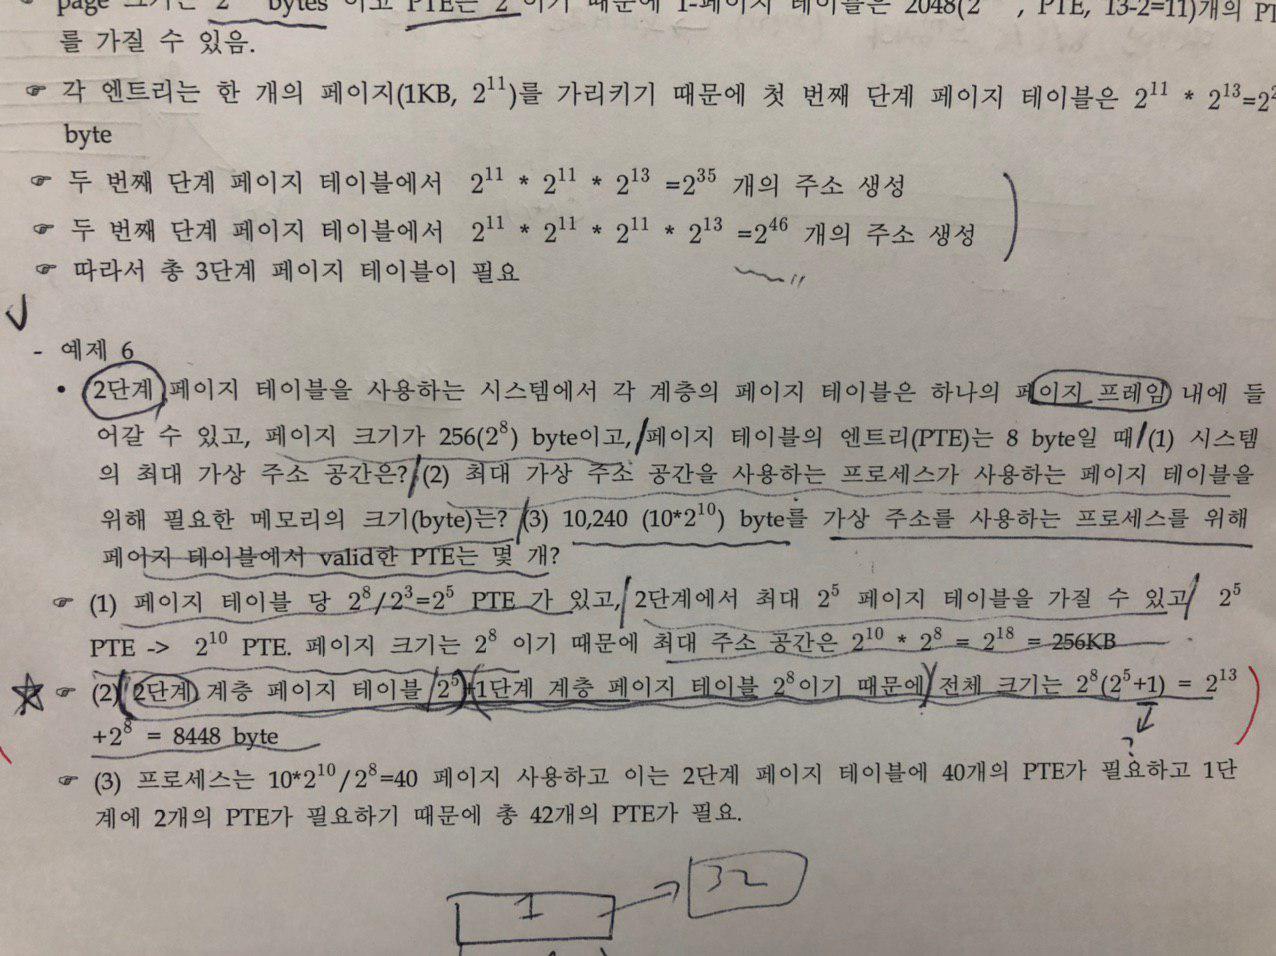 page 크기는 2 bytes 이고 PTE는 2 이기 때문에 1-페이지 테이블은 2048(2 , PTE, 13-2=11)개의
를 가질 수 있음.
☞ 각 엔트리는 한 개의 페이지(1KB, 2^11)를 가리키기 때문에 첫 번째 단계 페이지 테이블은 2^11 * 2^13=
byte
☞ 두 번째 단계 페이지 테이블에서 2^11 * 2^11 * 2^13 =2^35 개의 주소 생성
☞ 두 번째 단계 페이지 테이블에서 2^11 * 2^11 * 2^11 * 2^13 =2^46 개의 주소 생성
☞ 따라서 총 3단계 페이지 테이블이 필요
- 예제 6
• 2단계 페이지 테이블을 사용하는 시스템에서 각 계층의 페이지 테이블은 하나의 페이지 프레임 내에 들
어갈 수 있고, 페이지 크기가 256(2^8) byte이고, 페이지 테이블의 엔트리(PTE)는 8 byte일 때 (1) 시스템
의 최대 가상 주소 공간은? (2) 최대 가상 주소 공간을 사용하는 프로세스가 사용하는 페이지 테이블을
위해 필요한 메모리의 크기(byte)는? (3) 10,240 (10*2^10) byte를 가상 주소를 사용하는 프로세스를 위해
페이지 테이블에서 valid한 PTE는 몇 개?
☞ (1) 페이지 테이블 당 2^8/2^3=2^5 PTE 가 있고, 2단계에서 최대 2^5 페이지 테이블을 가질 수 있고 2^5
PTE -> 2^10 PTE. 페이지 크기는 2^8 이기 때문에 최대 주소 공간은 2^10 * 2^8 = 2^18 = 256KB
☞ (2) 2단계 계층 페이지 테이블 2^5+1단계 계층 페이지 테이블 2^8이기 때문에 전체 크기는 2^8(2^5+1) = 2^13
+2^8 = 8448 byte
?
☞ (3) 프로세스는 10*2^10/2^8=40 페이지 사용하고 이는 2단계 페이지 테이블에 40개의 PTE가 필요하고 1단
계에 2개의 PTE가 필요하기 때문에 총 42개의 PTE가 필요.
1 32